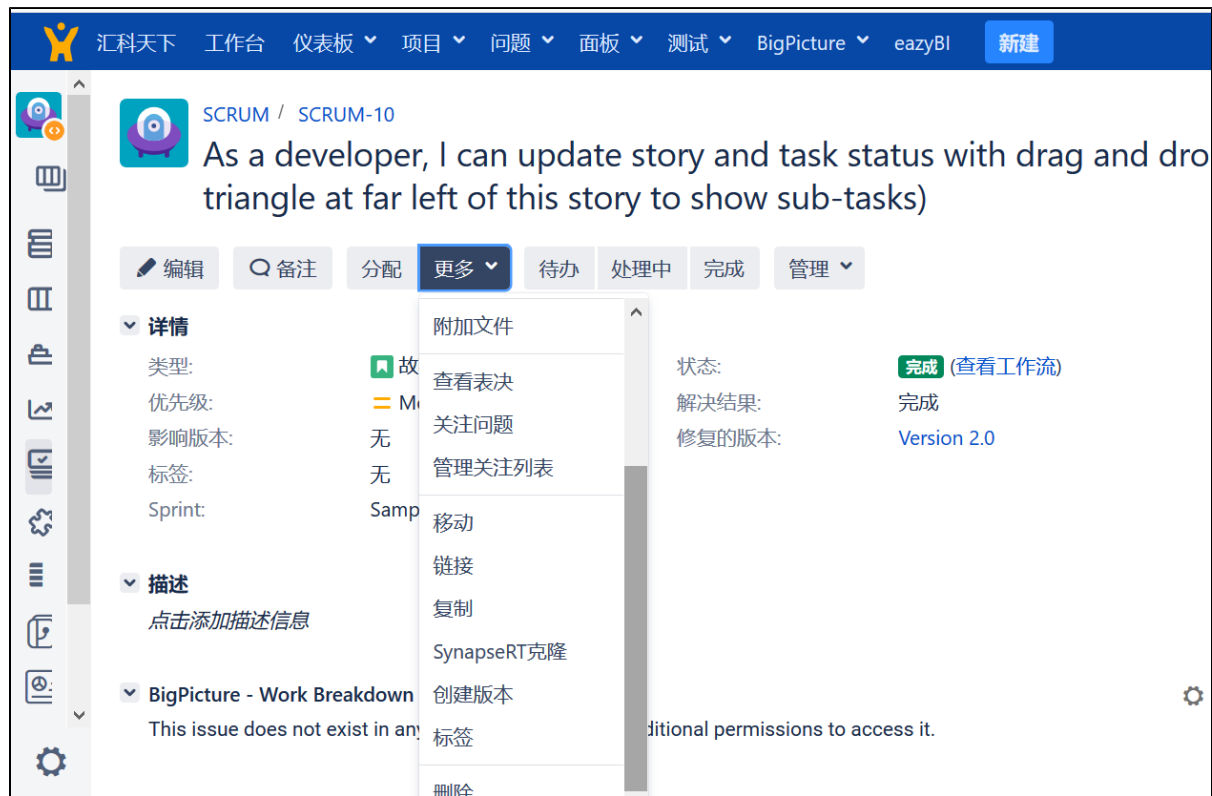 汇科天下 工作台 仪表板 项目 问题 面板 测试 BigPicture eazyBI 新建
SCRUM / SCRUM-10
As a developer, I can update story and task status with drag and dro
triangle at far left of this story to show sub-tasks)
编辑 备注 分配 更多 待办 处理中 完成 管理
附加文件
查看表决
关注问题
管理关注列表
移动
链接
复制
SynapseRT克隆
创建版本
标签
删除
详情
类型: 故
优先级: Me
影响版本: 无
标签: 无
Sprint: Samp
状态: 完成 (查看工作流)
解决结果: 完成
修复的版本: Version 2.0
描述
点击添加描述信息
BigPicture - Work Breakdown
This issue does not exist in any ditional permissions to access it.